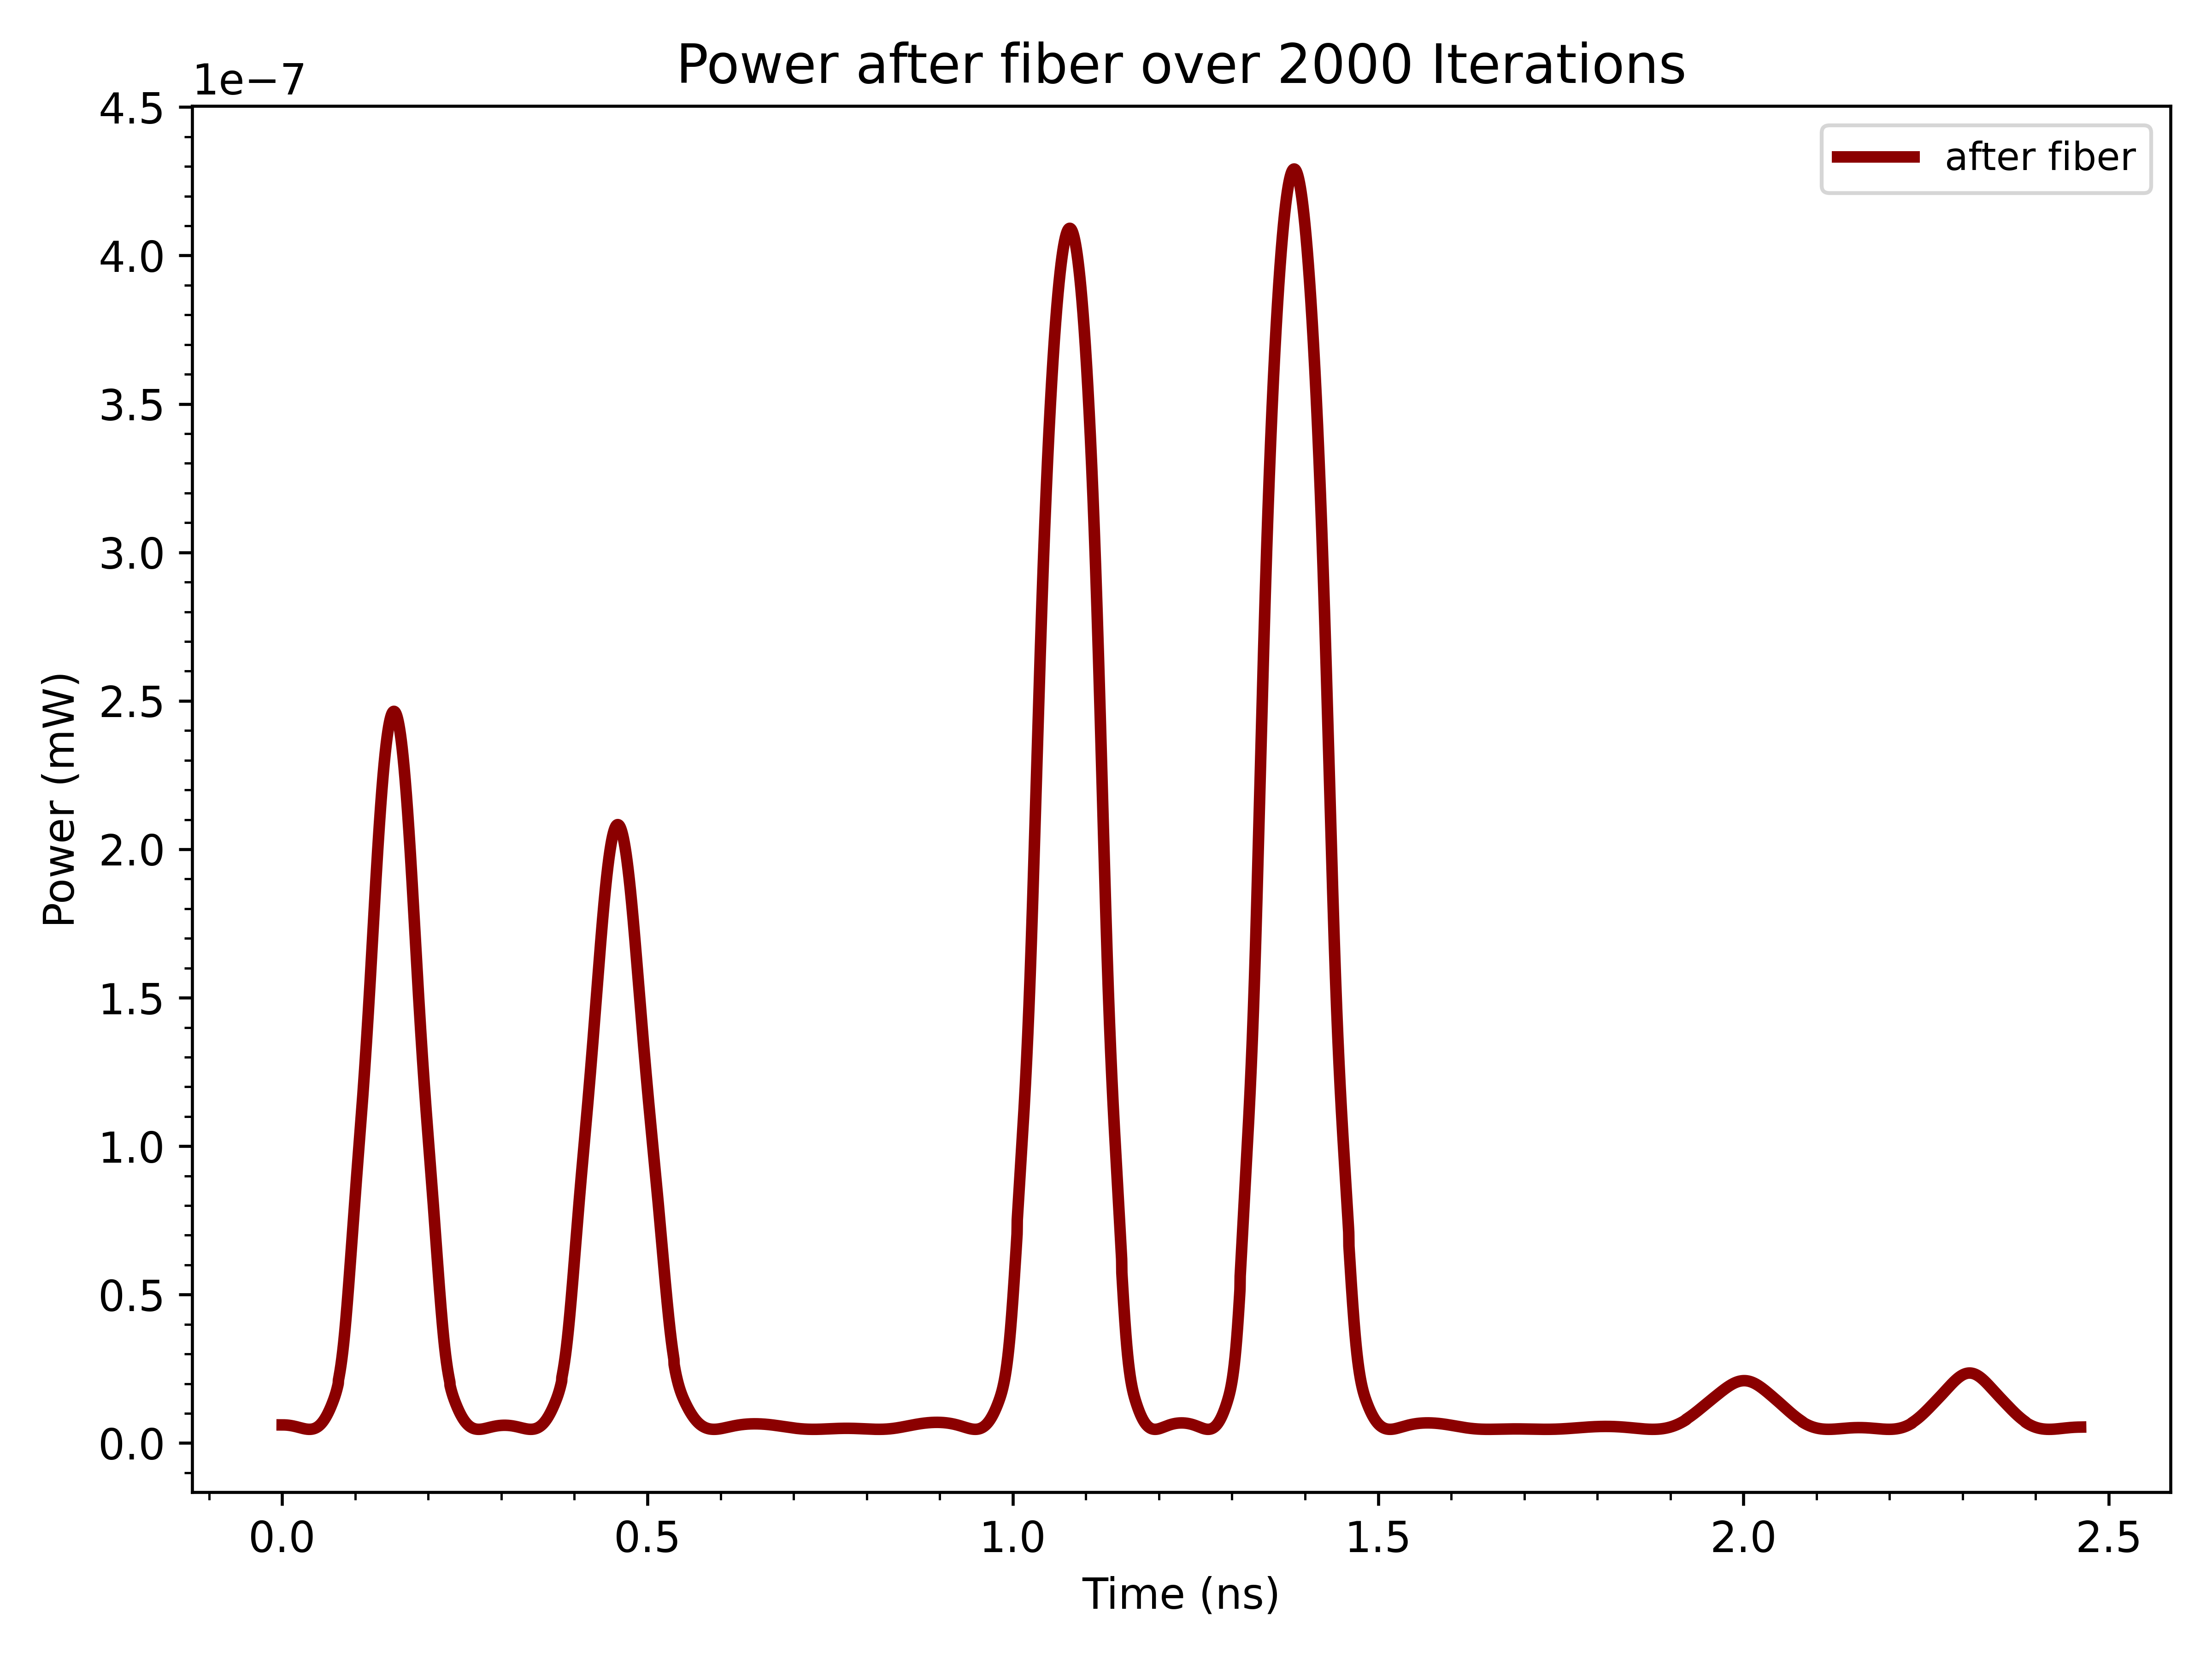 Power after fiber over 2000 Iterations
1e−7
after fiber
4.5
4.0
3.5
3.0
2.5
2.0
1.5
1.0
0.5
0.0
Power (mW)
0.0 0.5 1.0 1.5 2.0 2.5
Time (ns)